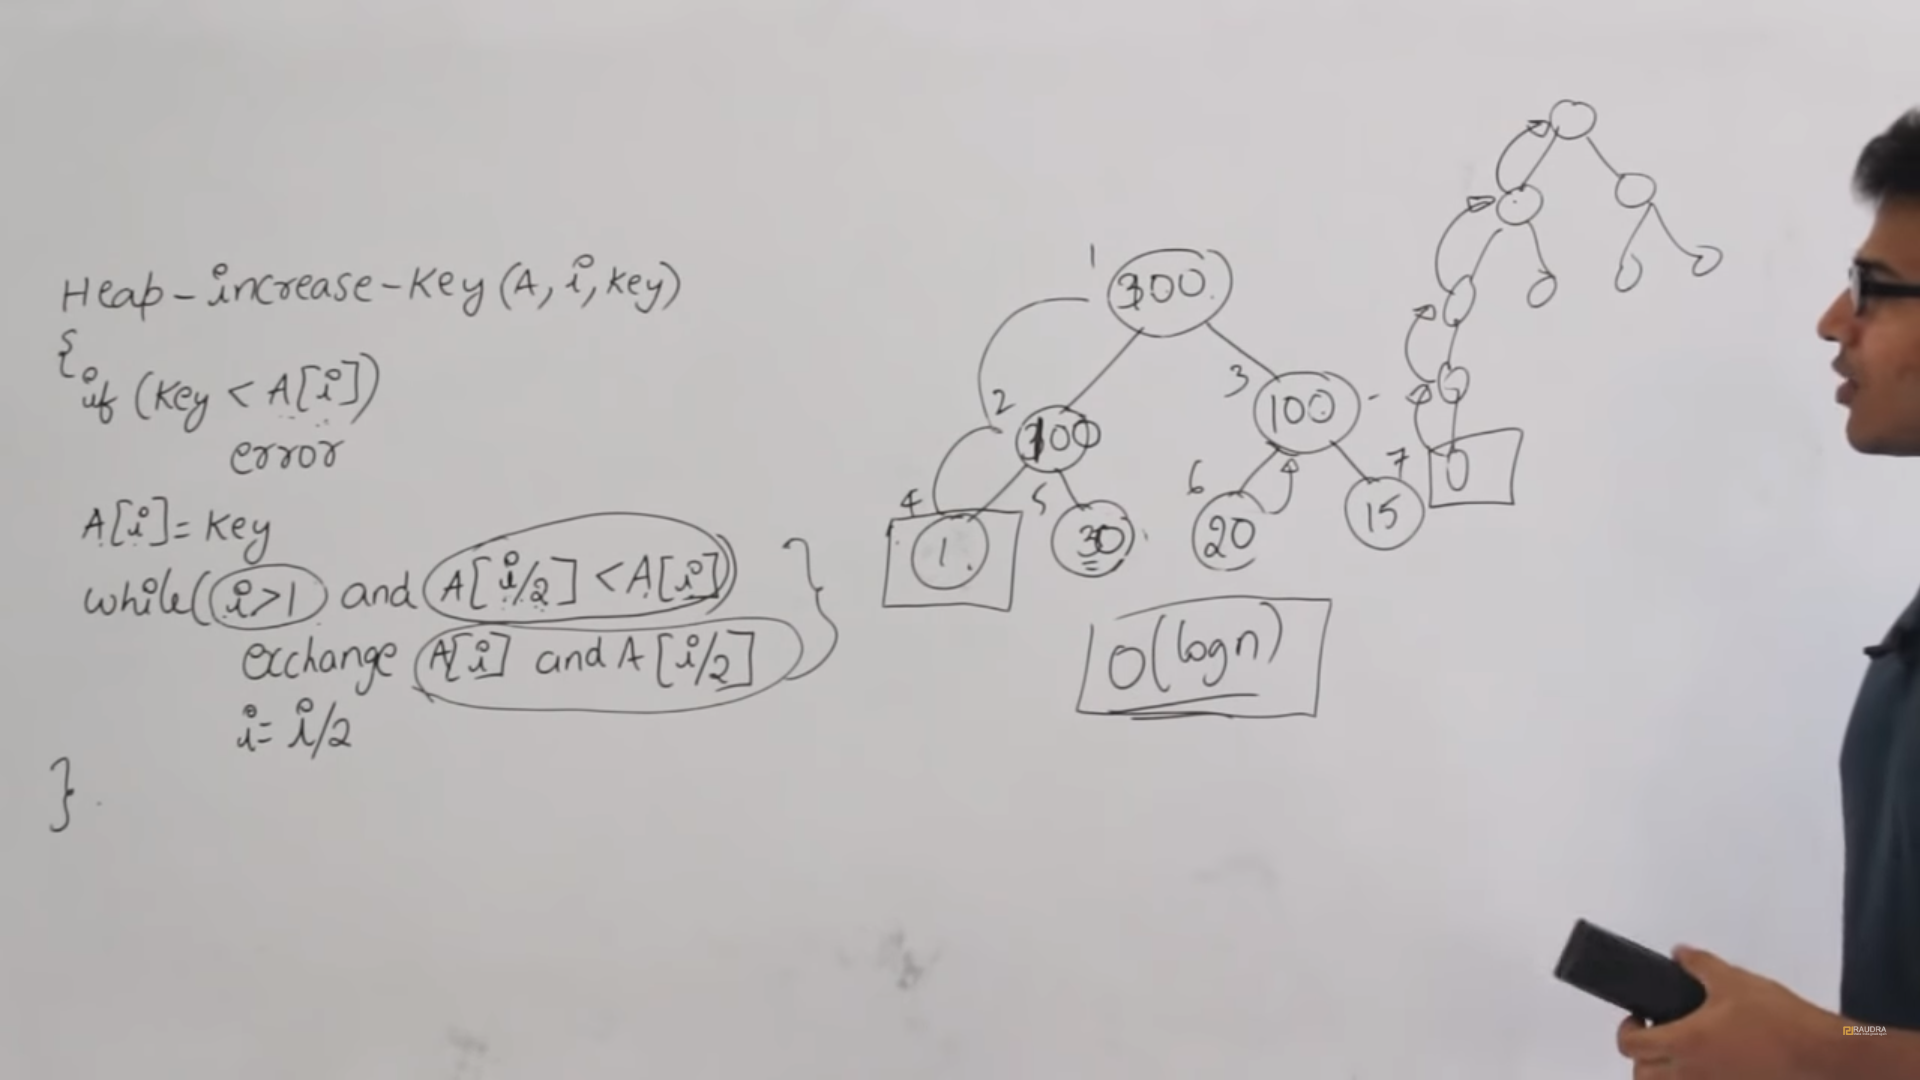 Heap-increase-Key(A, i, key)
{
if (Key < A[i])
error
A[i] = Key
while(i>1 and A[i/2] < A[i])
exchange A[i] and A[i/2]
i = i/2
}
1
300
2
3
100
100
4
5
6
7
1
30
20
15
O(logn)
RAUDRA